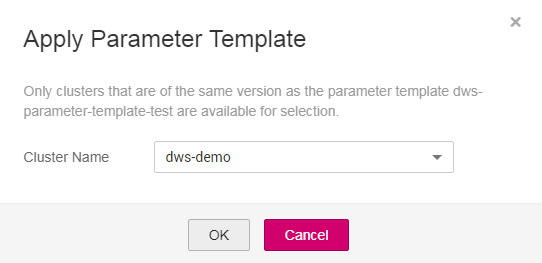 Apply Parameter Template
Only clusters that are of the same version as the parameter template dws-
parameter-template-test are available for selection.
Cluster Name
dws-demo
OK
Cancel